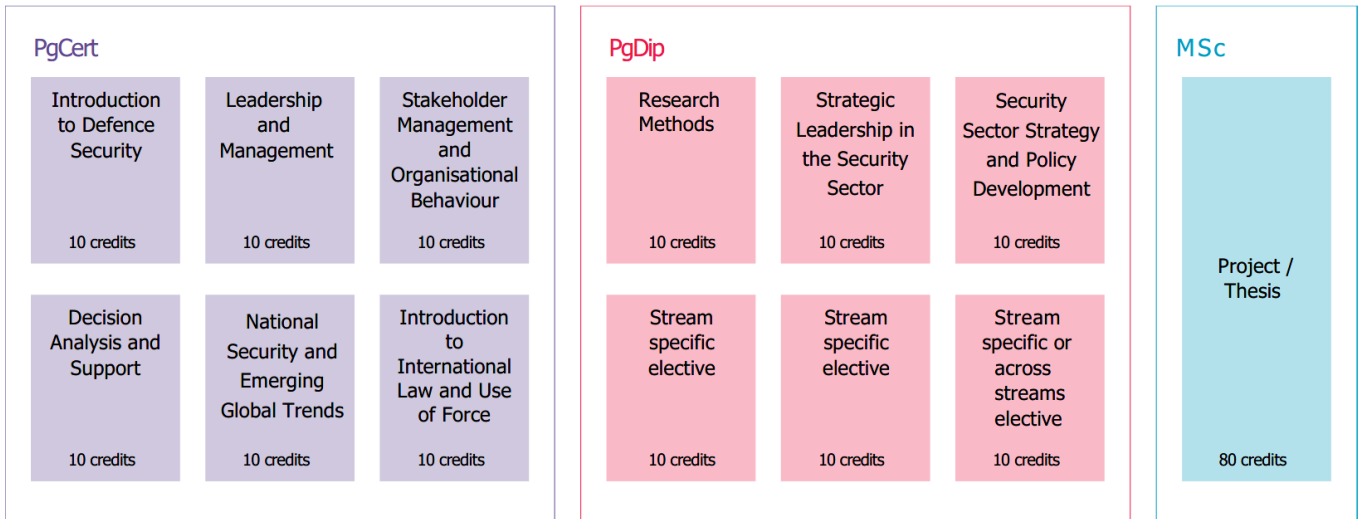 PgCert
Introduction
to Defence
Security
10 credits
Leadership
and
Management
10 credits
Stakeholder
Management
and
Organisational
Behaviour
10 credits
Decision
Analysis and
Support
10 credits
National
Security and
Emerging
Global Trends
10 credits
Introduction
to
International
Law and Use
of Force
10 credits
PgDip
Research
Methods
10 credits
Strategic
Leadership in
the Security
Sector
10 credits
Security
Sector Strategy
and Policy
Development
10 credits
Stream
specific
elective
10 credits
Stream
specific
elective
10 credits
Stream
specific or
across
streams
elective
10 credits
MSc
Project /
Thesis
80 credits